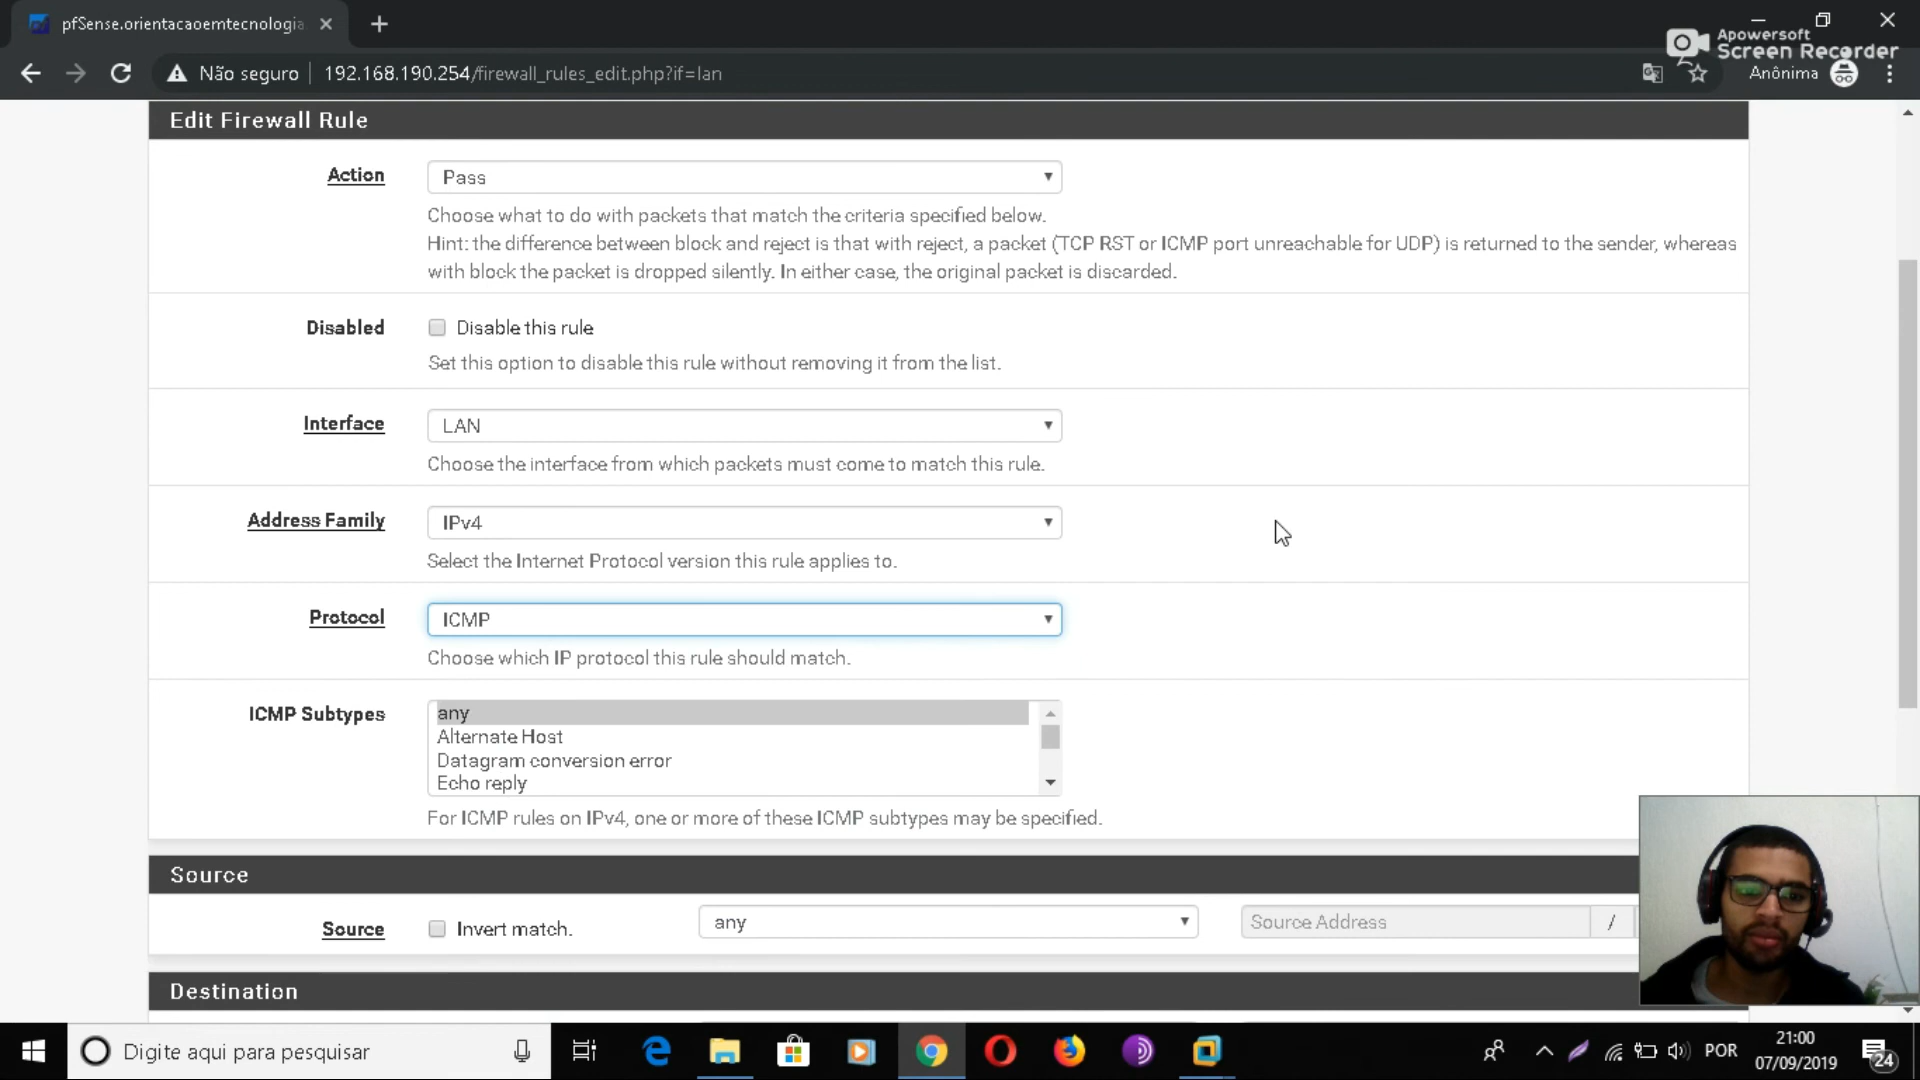 pfSense.orientacaoemtecnologia
Apowersoft
Screen Recorder
Não seguro
192.168.190.254/firewall_rules_edit.php?if=lan
Anônima
Edit Firewall Rule
Action
Pass
Choose what to do with packets that match the criteria specified below.
Hint: the difference between block and reject is that with reject, a packet (TCP RST or ICMP port unreachable for UDP) is returned to the sender, whereas
with block the packet is dropped silently. In either case, the original packet is discarded.
Disabled
Disable this rule
Set this option to disable this rule without removing it from the list.
Interface
LAN
Choose the interface from which packets must come to match this rule.
Address Family
IPv4
Select the Internet Protocol version this rule applies to.
Protocol
ICMP
Choose which IP protocol this rule should match.
ICMP Subtypes
any
Alternate Host
Datagram conversion error
Echo reply
For ICMP rules on IPv4, one or more of these ICMP subtypes may be specified.
Source
Source
Invert match.
any
Source Address
/
Destination
Digite aqui para pesquisar
POR
21:00
07/09/2019
24